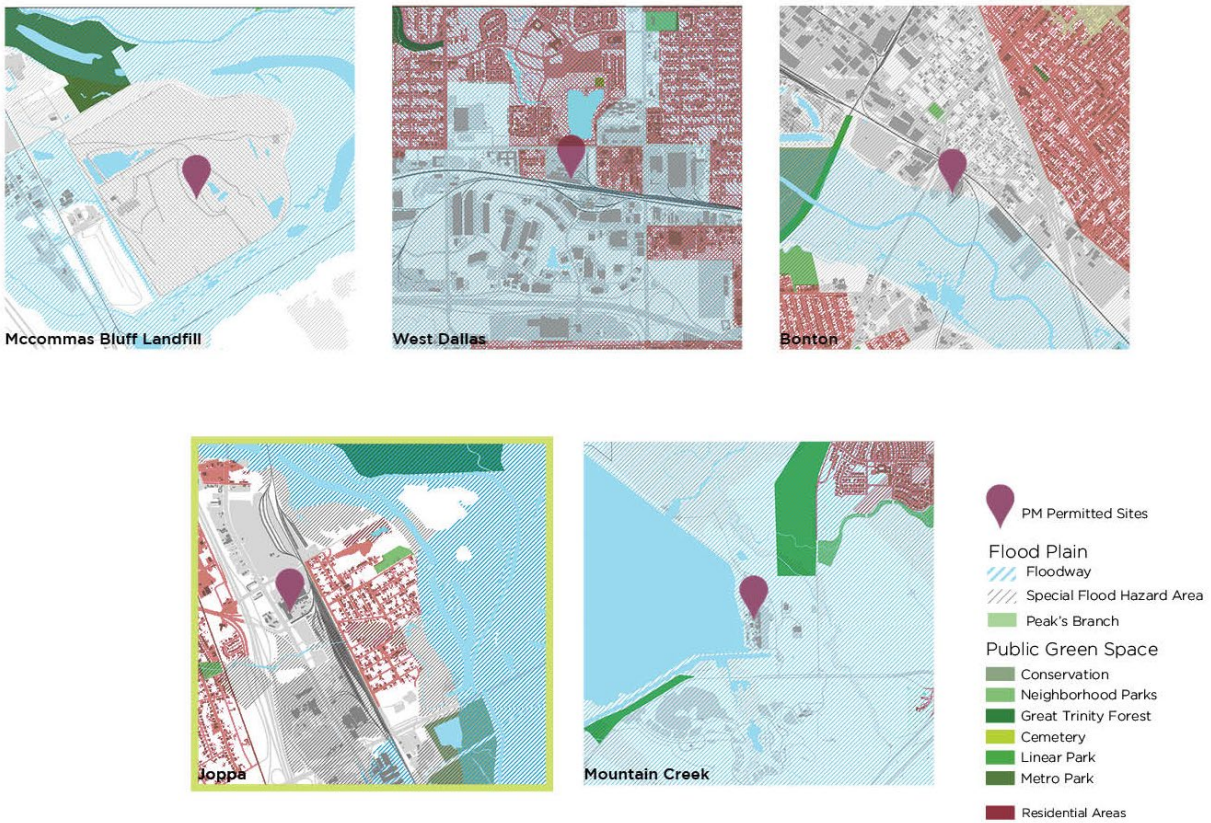 Mccommas Bluff Landfill
West Dallas
Bonton
Joppa
Mountain Creek
PM Permitted Sites
Flood Plain
Floodway
Special Flood Hazard Area
Peak's Branch
Public Green Space
Conservation
Neighborhood Parks
Great Trinity Forest
Cemetery
Linear Park
Metro Park
Residential Areas